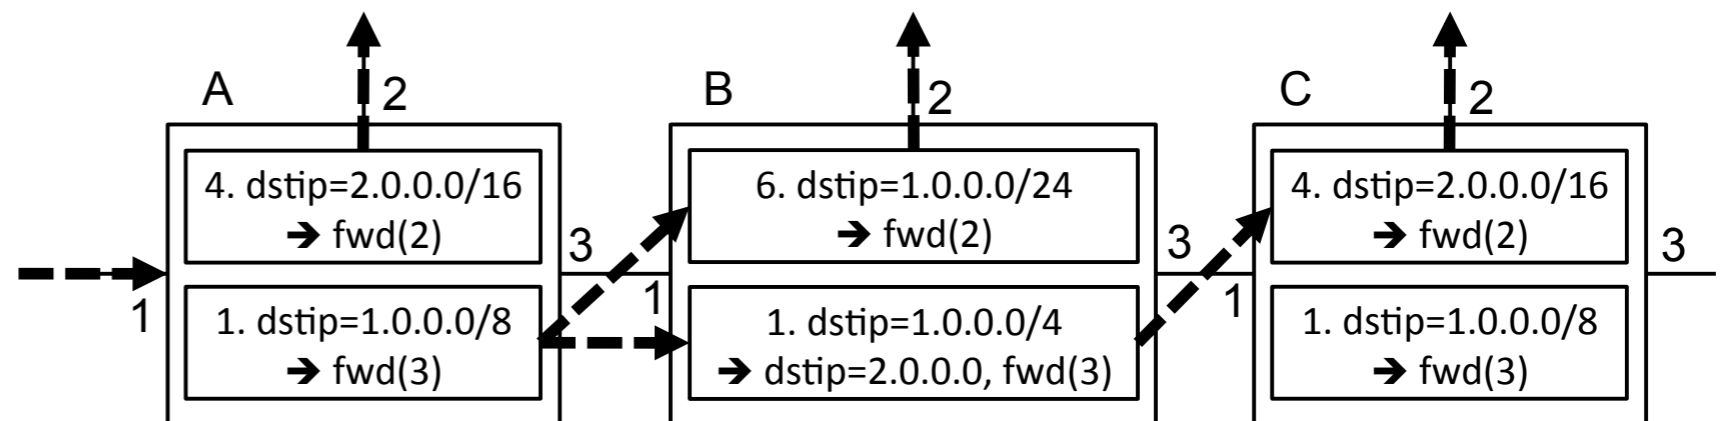 A
2
4. dstip=2.0.0.0/16
➔ fwd(2)
1
1. dstip=1.0.0.0/8
➔ fwd(3)
3
B
2
6. dstip=1.0.0.0/24
➔ fwd(2)
1
1. dstip=1.0.0.0/4
➔ dstip=2.0.0.0, fwd(3)
3
C
2
4. dstip=2.0.0.0/16
➔ fwd(2)
1
1. dstip=1.0.0.0/8
➔ fwd(3)
3